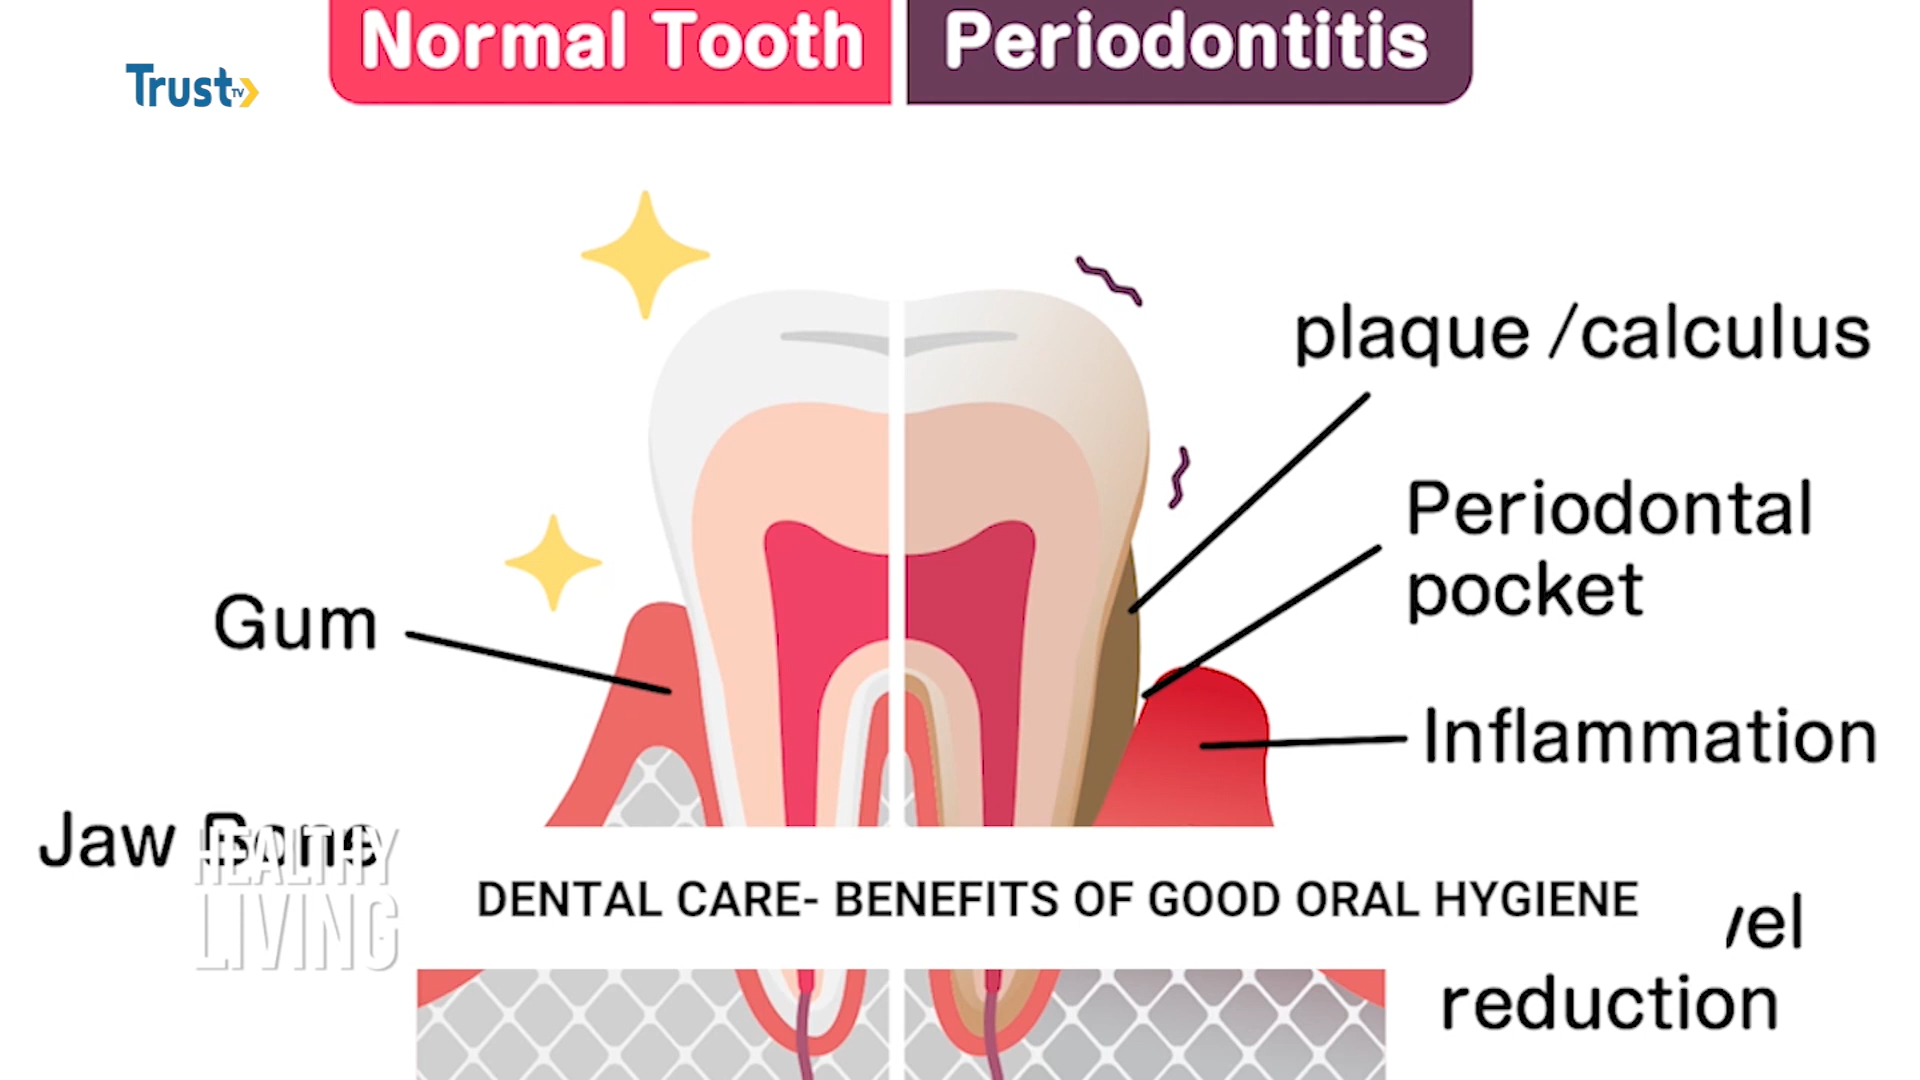 Normal Tooth
Periodontitis
Trust TV
plaque /calculus
Periodontal
pocket
Gum
Inflammation
Jaw Bone
HEALTHY
LIVING
DENTAL CARE- BENEFITS OF GOOD ORAL HYGIENE
reduction